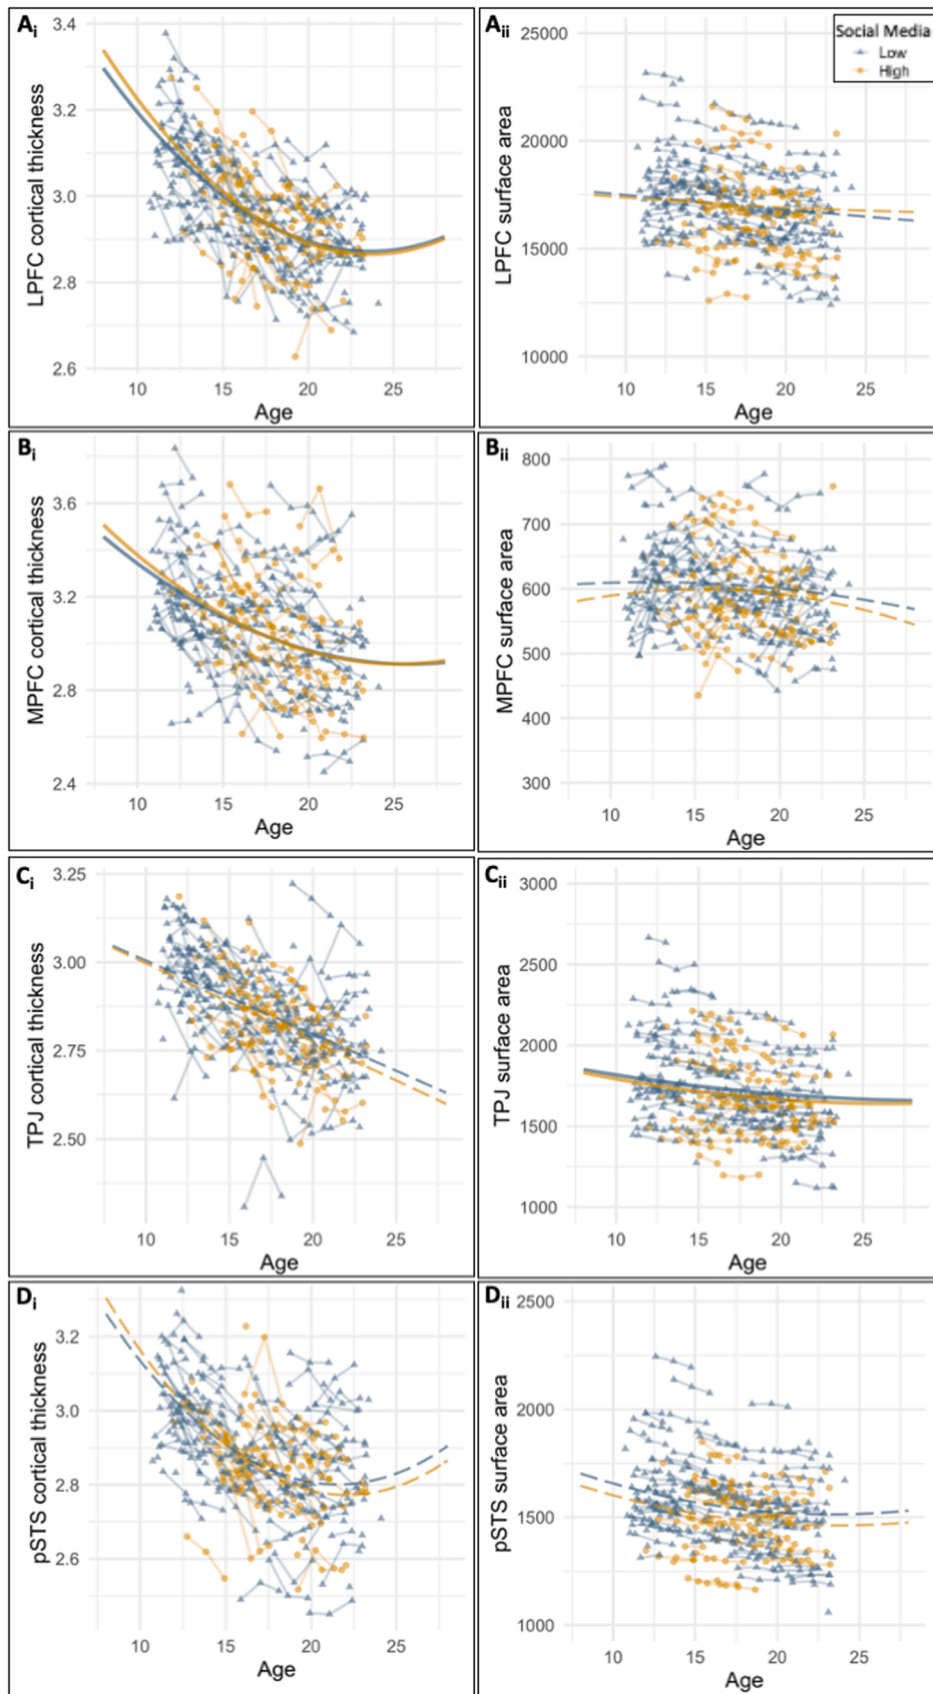 Ai
3.4
3.2
3.0
2.8
2.6
LPFC cortical thickness
10 15 20 25
Age
Aii
Social Media
Low
High
25000
20000
15000
10000
LPFC surface area
10 15 20 25
Age
Bi
3.6
3.2
2.8
2.4
MPFC cortical thickness
10 15 20 25
Age
Bii
800
700
600
500
400
300
MPFC surface area
10 15 20 25
Age
Ci
3.25
3.00
2.75
2.50
TPJ cortical thickness
10 15 20 25
Age
Cii
3000
2500
2000
1500
1000
TPJ surface area
10 15 20 25
Age
Di
3.2
3.0
2.8
2.6
pSTS cortical thickness
10 15 20 25
Age
Dii
2500
2000
1500
1000
pSTS surface area
10 15 20 25
Age